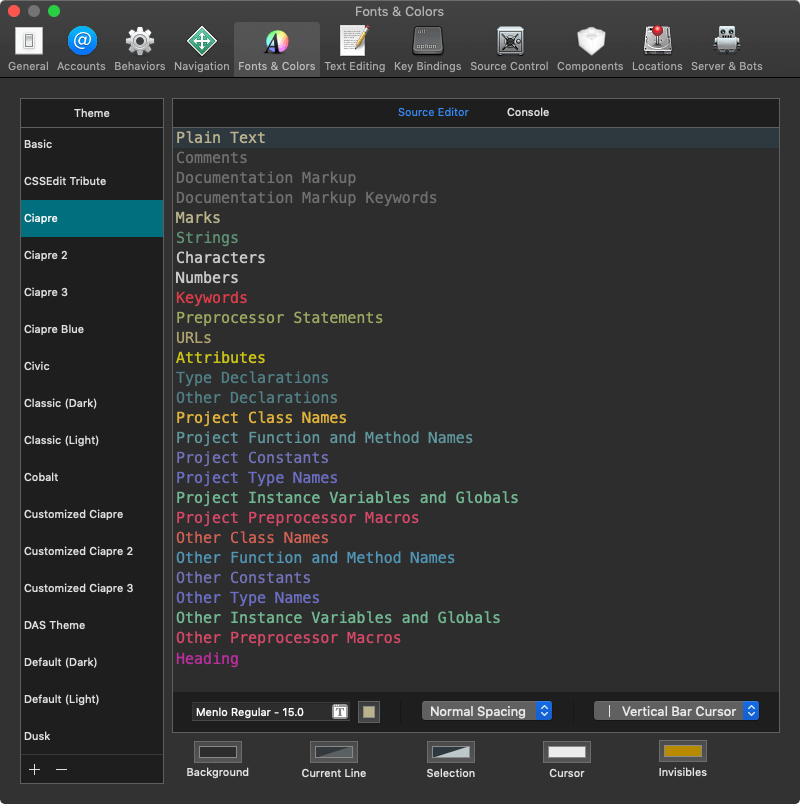 Fonts & Colors
General Accounts Behaviors Navigation Fonts & Colors Text Editing Key Bindings Source Control Components Locations Server & Bots
option
Theme
Basic
CSSEdit Tribute
Ciapre
Ciapre 2
Ciapre 3
Ciapre Blue
Civic
Classic (Dark)
Classic (Light)
Cobalt
Customized Ciapre
Customized Ciapre 2
Customized Ciapre 3
DAS Theme
Default (Dark)
Default (Light)
Dusk
Source Editor Console
Plain Text
Comments
Documentation Markup
Documentation Markup Keywords
Marks
Strings
Characters
Numbers
Keywords
Preprocessor Statements
URLs
Attributes
Type Declarations
Other Declarations
Project Class Names
Project Function and Method Names
Project Constants
Project Type Names
Project Instance Variables and Globals
Project Preprocessor Macros
Other Class Names
Other Function and Method Names
Other Constants
Other Type Names
Other Instance Variables and Globals
Other Preprocessor Macros
Heading
Menlo Regular - 15.0 T Normal Spacing Vertical Bar Cursor
Background Current Line Selection Cursor Invisibles